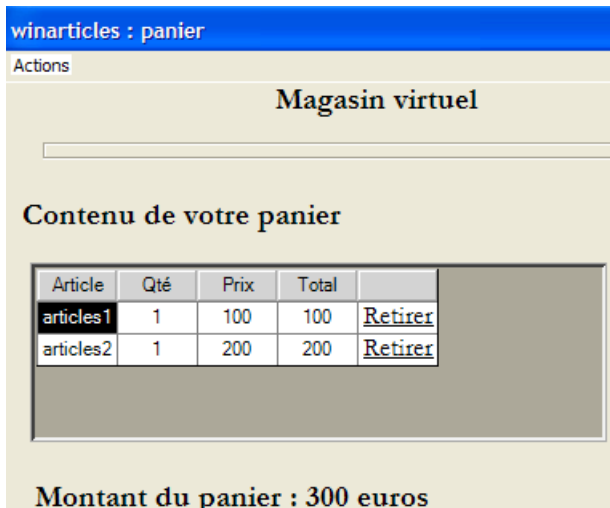 winarticles : panier
Actions
Magasin virtuel
Contenu de votre panier
Article Qté Prix Total
articles1 1 100 100 Retirer
articles2 1 200 200 Retirer
Montant du panier : 300 euros